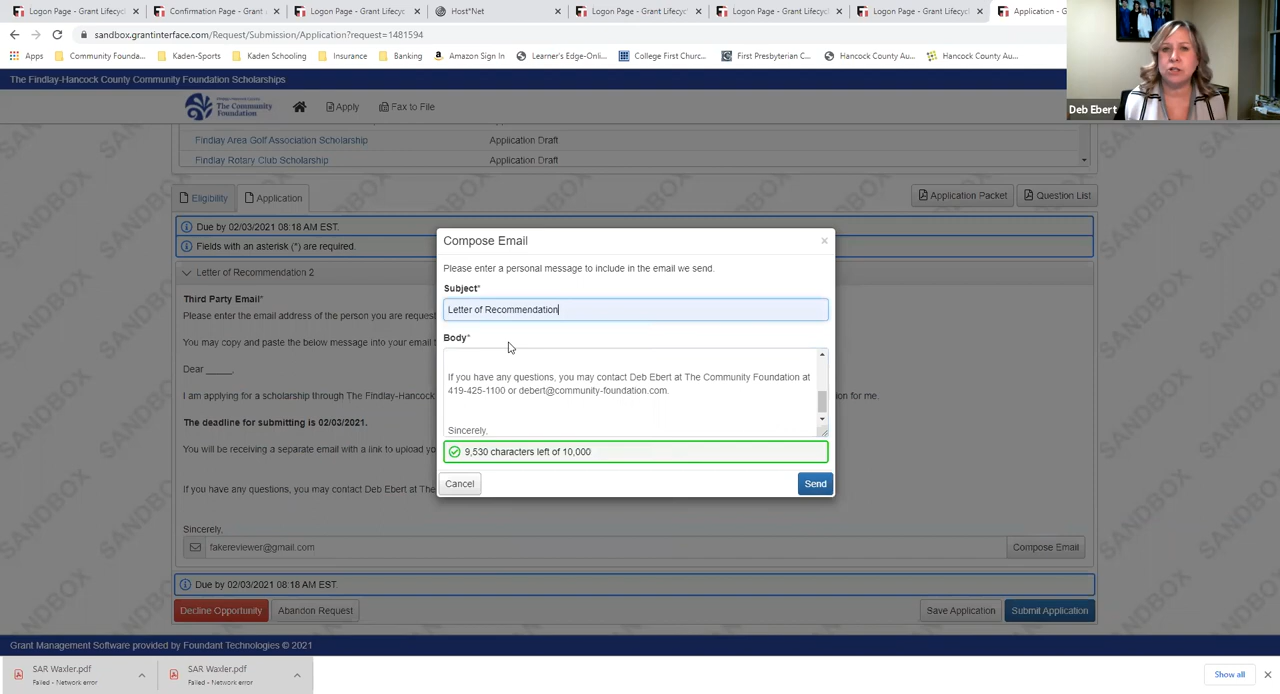 Logon Page - Grant Lifecyc
Confirmation Page - Grant
Logon Page - Grant Lifecyc
Host*Net
Logon Page - Grant Lifecyc
Logon Page - Grant Lifecyc
Logon Page - Grant Lifecyc
Application - G
sandbox.grantinterface.com/Request/Submission/Application?request=1481594
Apps
Community Founda...
Kaden-Sports
Kaden Schooling
Insurance
Banking
Amazon Sign In
Learner's Edge-Onli...
College First Churc...
First Presbyterian C...
Hancock County Au...
Hancock County Au...
Deb Ebert
The Findlay-Hancock County Community Foundation Scholarships
The Community
Foundation
Apply
Fax to File
Findlay Area Golf Association Scholarship
Application Draft
Findlay Rotary Club Scholarship
Application Draft
Eligibility
Application
Application Packet
Question List
Due by 02/03/2021 08:18 AM EST.
Fields with an asterisk (*) are required.
Letter of Recommendation 2
Third Party Email*
Please enter the email address of the person you are reques
You may copy and paste the below message into your email t
Dear _____,
I am applying for a scholarship through The Findlay-Hancock
on for me.
The deadline for submitting is 02/03/2021.
You will be receiving a separate email with a link to upload yo
If you have any questions, you may contact Deb Ebert at The
Sincerely,
fakereviewer@gmail.com
Compose Email
Due by 02/03/2021 08:18 AM EST.
Decline Opportunity
Abandon Request
Save Application
Submit Application
Compose Email
×
Please enter a personal message to include in the email we send.
Subject*
Letter of Recommendation
Body*
If you have any questions, you may contact Deb Ebert at The Community Foundation at
419-425-1100 or debert@community-foundation.com.
Sincerely,
9,530 characters left of 10,000
Cancel
Send
Grant Management Software provided by Foundant Technologies © 2021
SAR Waxler.pdf
Failed - Network error
SAR Waxler.pdf
Failed - Network error
Show all
SANDBOX